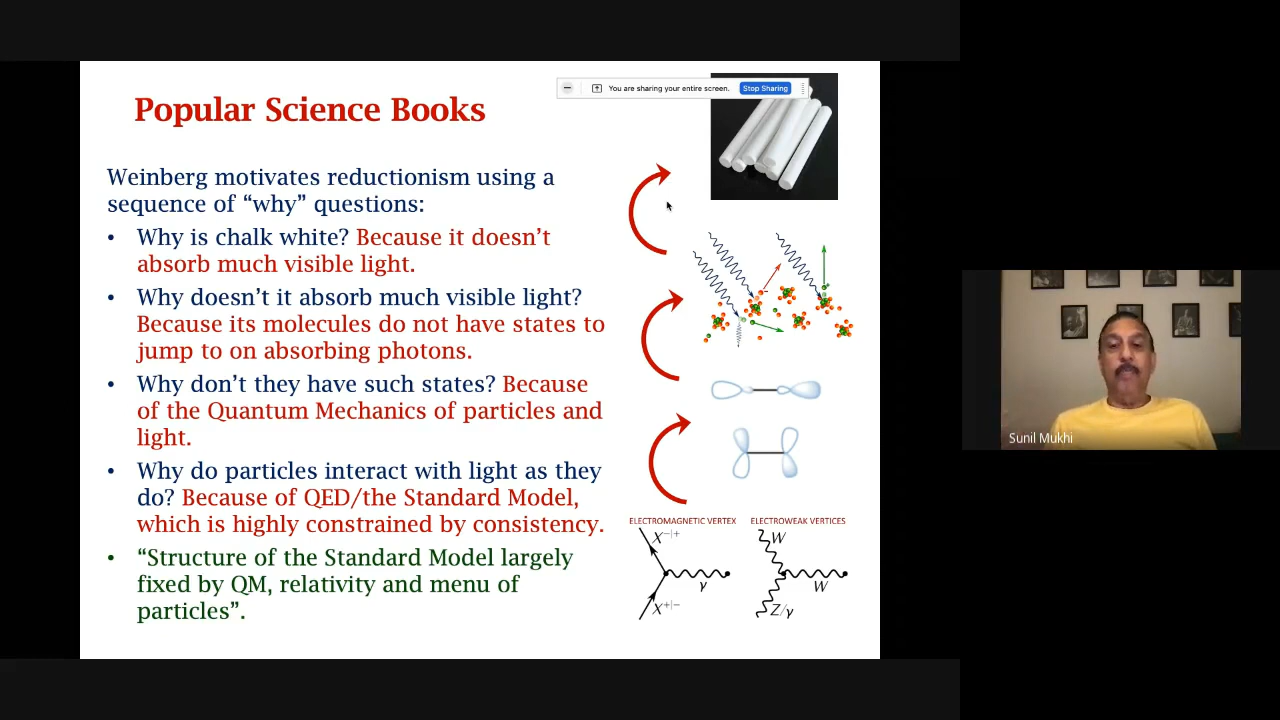 You are sharing your entire screen.
Stop Sharing
Popular Science Books
Weinberg motivates reductionism using a
sequence of “why” questions:
• Why is chalk white? Because it doesn’t
absorb much visible light.
• Why doesn’t it absorb much visible light?
Because its molecules do not have states to
jump to on absorbing photons.
• Why don’t they have such states? Because
of the Quantum Mechanics of particles and
light.
• Why do particles interact with light as they
do? Because of QED/the Standard Model,
which is highly constrained by consistency.
• “Structure of the Standard Model largely
fixed by QM, relativity and menu of
particles”.
ELECTROMAGNETIC VERTEX
X−|+
γ
X+|−
ELECTROWEAK VERTICES
W
W
Z/γ
Sunil Mukhi